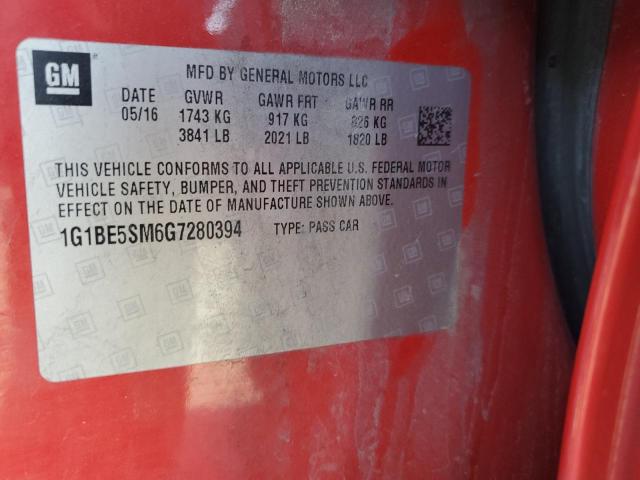 GM
MFD BY GENERAL MOTORS LLC
DATE GVWR GAWR FRT GAWR RR
05/16 1743 KG 917 KG 826 KG
3841 LB 2021 LB 1820 LB
THIS VEHICLE CONFORMS TO ALL APPLICABLE U.S. FEDERAL MOTOR
VEHICLE SAFETY, BUMPER, AND THEFT PREVENTION STANDARDS IN
EFFECT ON THE DATE OF MANUFACTURE SHOWN ABOVE.
1G1BE5SM6G7280394 TYPE: PASS CAR